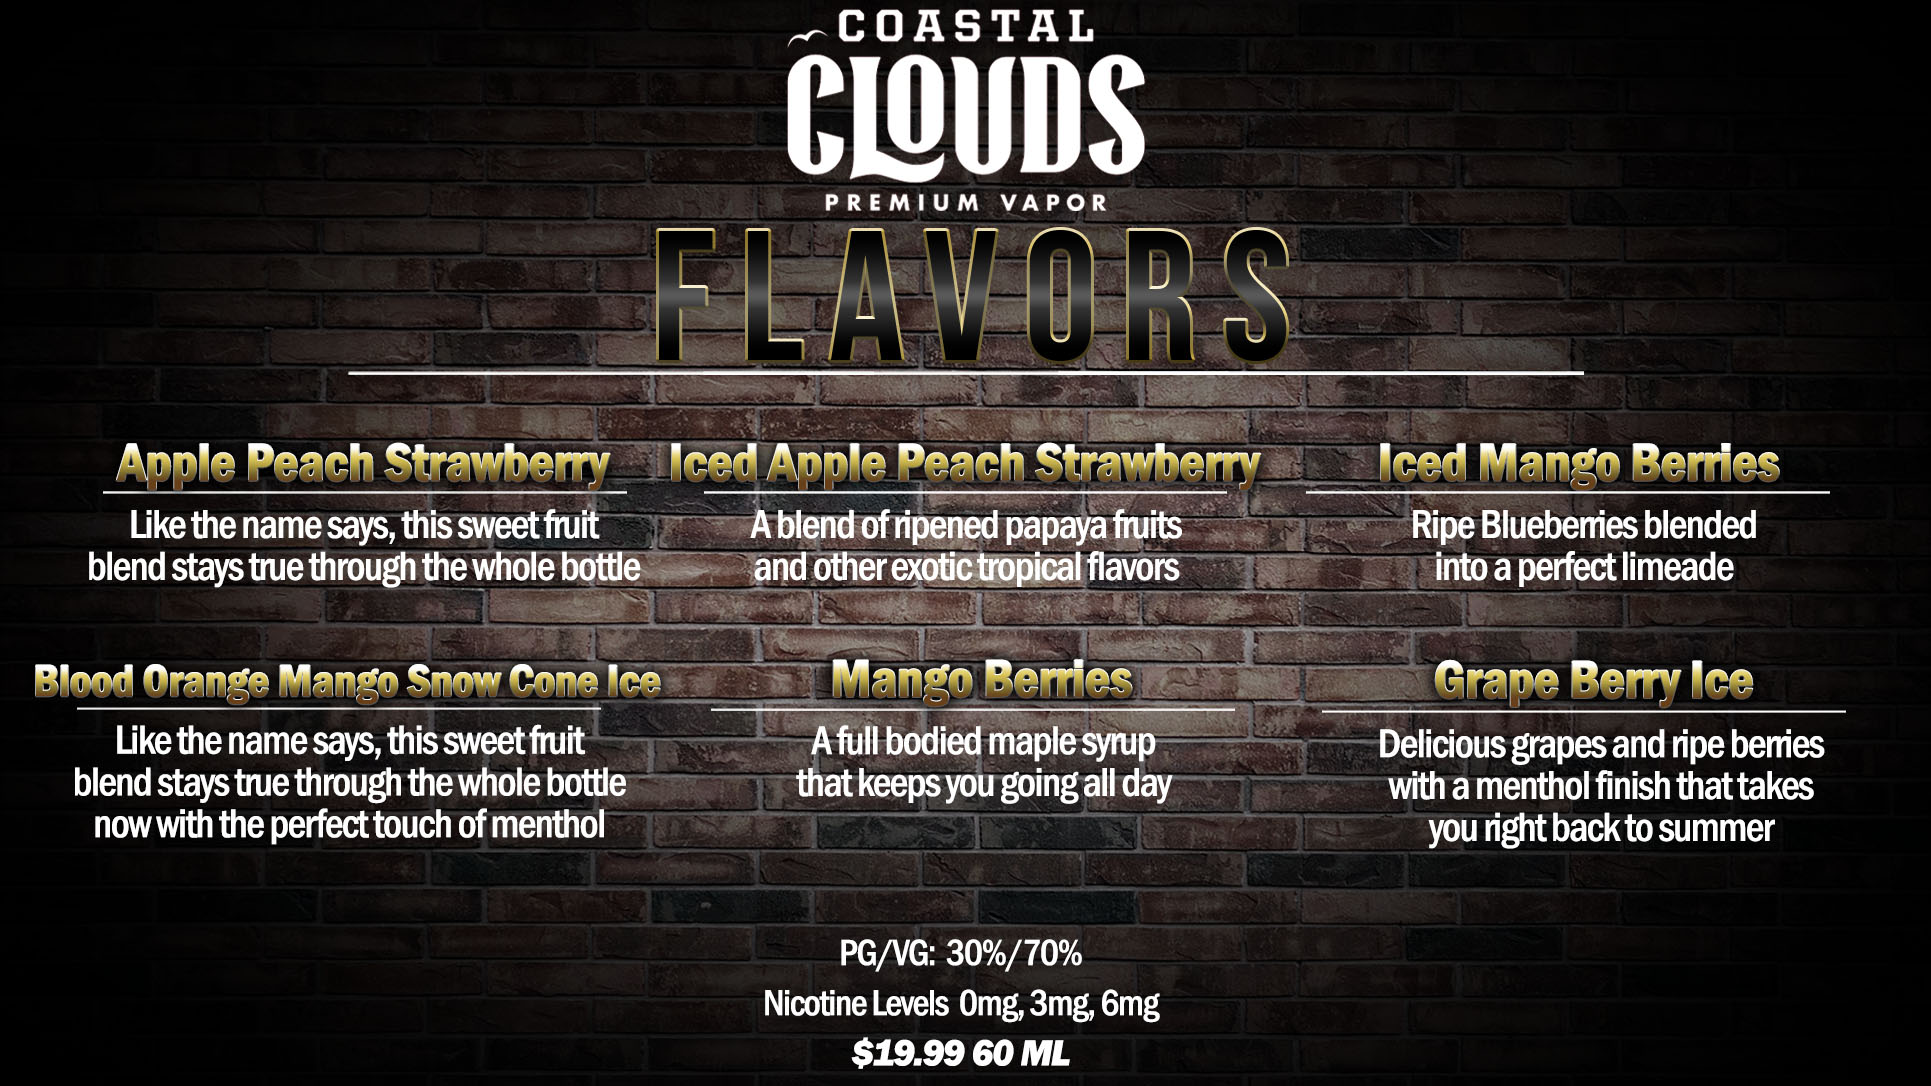 COASTAL
CLOUDS
PREMIUM VAPOR
FLAVORS
Apple Peach Strawberry
Like the name says, this sweet fruit
blend stays true through the whole bottle
Iced Apple Peach Strawberry
A blend of ripened papaya fruits
and other exotic tropical flavors
Iced Mango Berries
Ripe Blueberries blended
into a perfect limeade
Blood Orange Mango Snow Cone Ice
Like the name says, this sweet fruit
blend stays true through the whole bottle
now with the perfect touch of menthol
Mango Berries
A full bodied maple syrup
that keeps you going all day
Grape Berry Ice
Delicious grapes and ripe berries
with a menthol finish that takes
you right back to summer
PG/VG: 30%/70%
Nicotine Levels 0mg, 3mg, 6mg
$19.99 60 ML